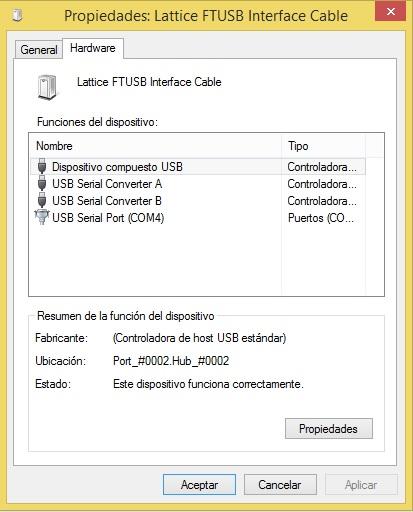 Propiedades: Lattice FTUSB Interface Cable
General Hardware
Lattice FTUSB Interface Cable
Funciones del dispositivo:
Nombre Tipo
Dispositivo compuesto USB Controladora...
USB Serial Converter A Controladora...
USB Serial Converter B Controladora...
USB Serial Port (COM4) Puertos (CO...
Resumen de la función del dispositivo
Fabricante: (Controladora de host USB estándar)
Ubicación: Port_#0002.Hub_#0002
Estado: Este dispositivo funciona correctamente.
Propiedades
Aceptar Cancelar Aplicar